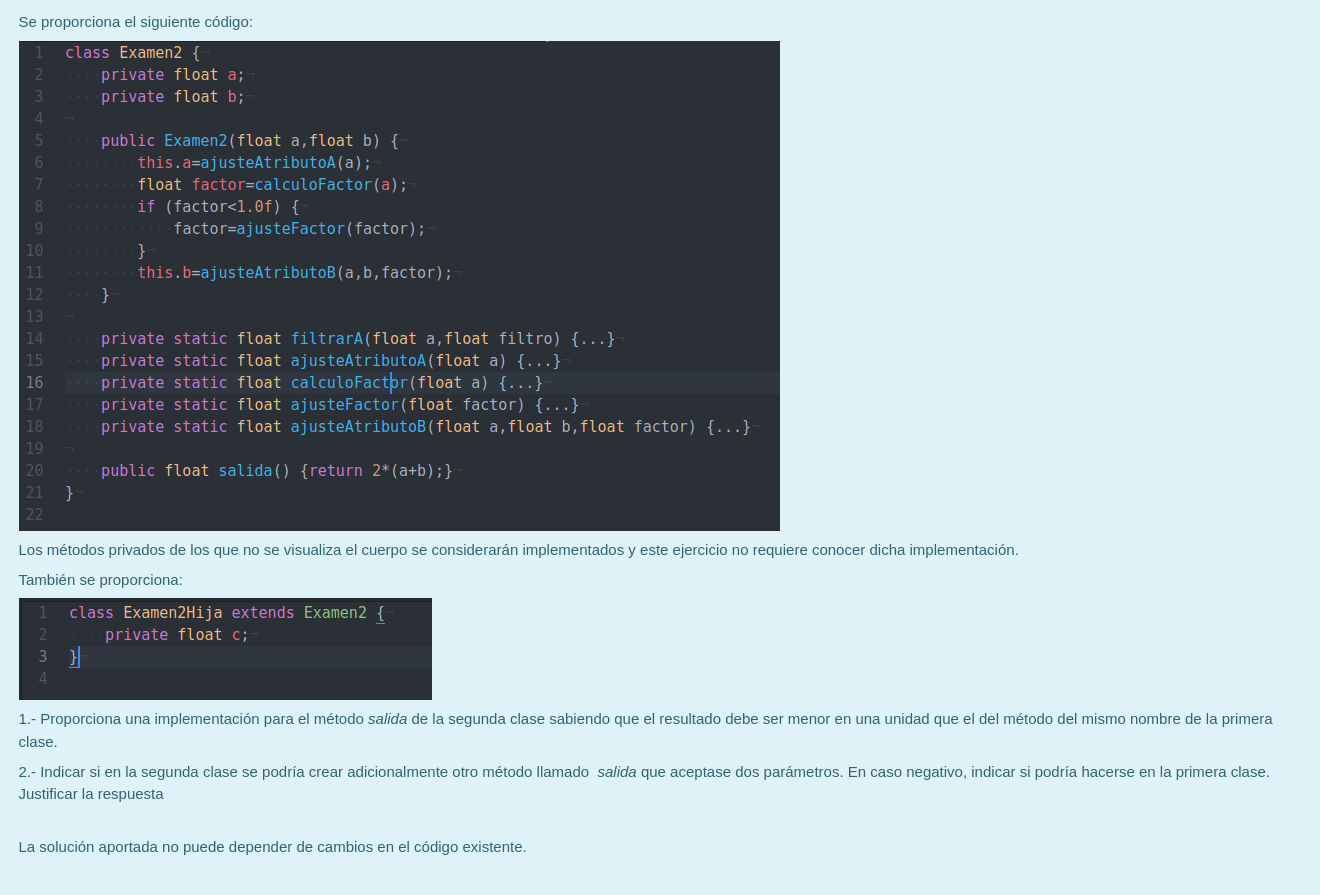 Se proporciona el siguiente código:
1 class Examen2 {¬
2 ····private float a;¬
3 ····private float b;¬
4 ¬
5 ····public Examen2(float a,float b) {¬
6 ········this.a=ajusteAtributoA(a);¬
7 ········float factor=calculoFactor(a);¬
8 ········if (factor<1.0f) {¬
9 ············factor=ajusteFactor(factor);¬
10 ········}¬
11 ········this.b=ajusteAtributoB(a,b,factor);¬
12 ····}¬
13 ¬
14 ····private static float filtrarA(float a,float filtro) {...}¬
15 ····private static float ajusteAtributoA(float a) {...}¬
16 ····private static float calculoFactor(float a) {...}¬
17 ····private static float ajusteFactor(float factor) {...}¬
18 ····private static float ajusteAtributoB(float a,float b,float factor) {...}¬
19 ¬
20 ····public float salida() {return 2*(a+b);}¬
21 }¬
22
Los métodos privados de los que no se visualiza el cuerpo se considerarán implementados y este ejercicio no requiere conocer dicha implementación.
También se proporciona:
1 class Examen2Hija extends Examen2 {¬
2 ····private float c;¬
3 }¬
4
1.- Proporciona una implementación para el método salida de la segunda clase sabiendo que el resultado debe ser menor en una unidad que el del método del mismo nombre de la primera
clase.
2.- Indicar si en la segunda clase se podría crear adicionalmente otro método llamado salida que aceptase dos parámetros. En caso negativo, indicar si podría hacerse en la primera clase.
Justificar la respuesta
La solución aportada no puede depender de cambios en el código existente.